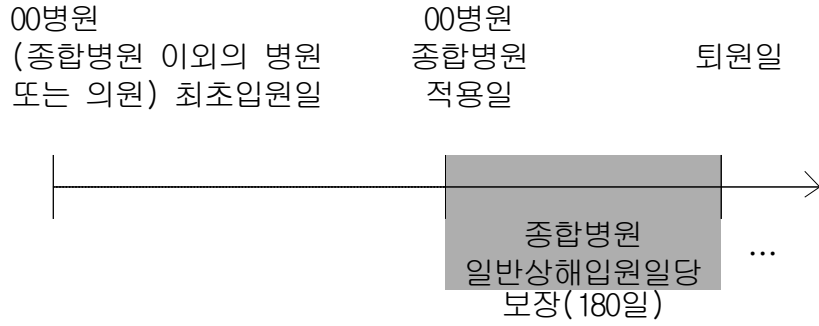 00병원
(종합병원 이외의 병원
또는 의원) 최초입원일
00병원
종합병원
적용일
퇴원일
종합병원
일반상해입원일당
보장(180일)
...